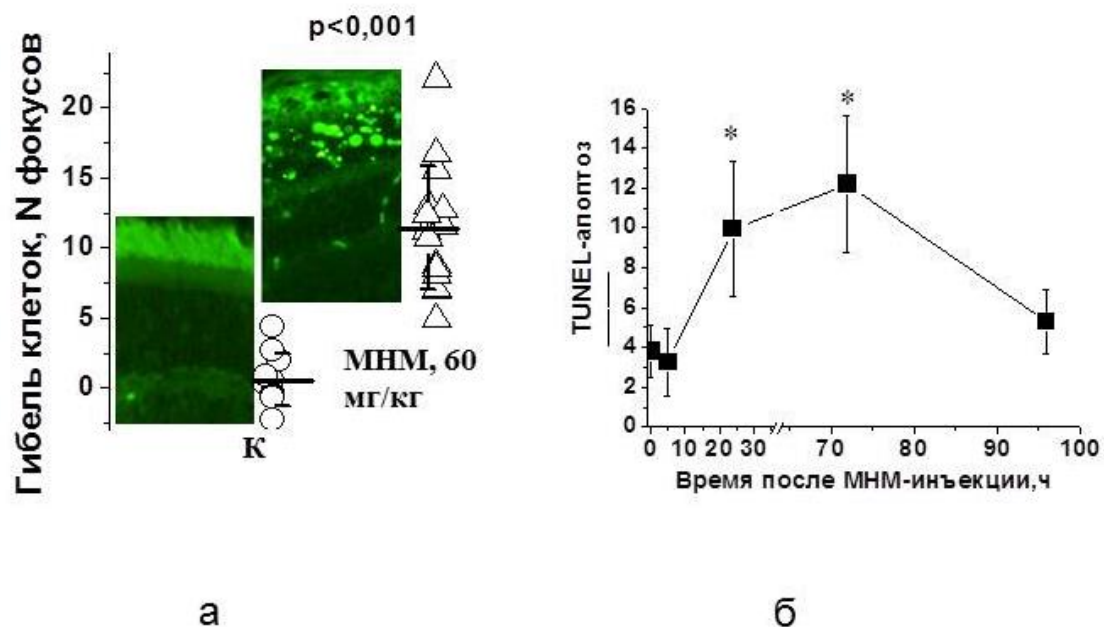 p<0,001
Гибель клеток, N фокусов
20
15
10
5
0
МНМ, 60
мг/кг
К
а
TUNEL-апоптоз
16
14
12
10
8
6
4
2
0
* *
0 10 20 30 70 80 90 100
Время после МНМ-инъекции,ч
б